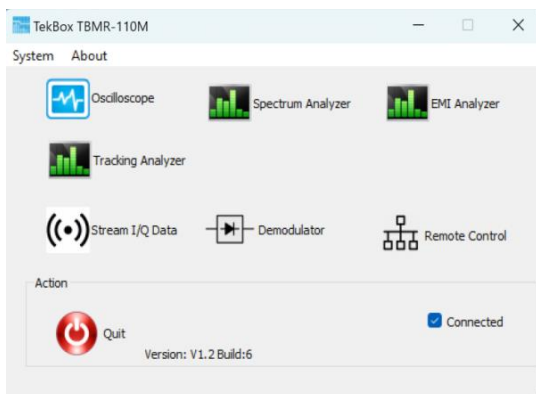 TekBox TBMR-110M
System About
Oscilloscope Spectrum Analyzer EMI Analyzer
Tracking Analyzer
Stream I/Q Data Demodulator Remote Control
Action
Quit Connected
Version: V1.2 Build:6